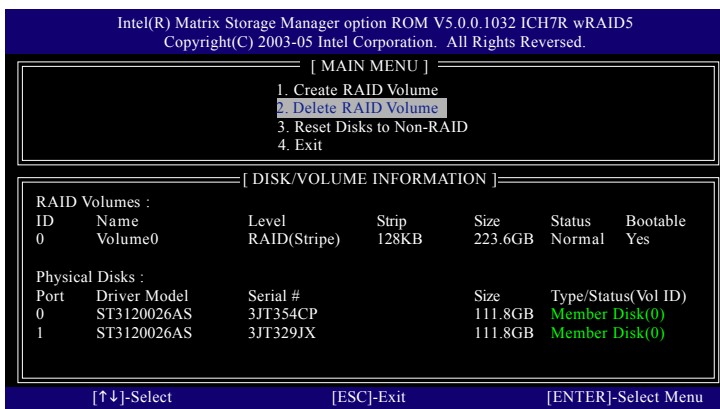 Intel(R) Matrix Storage Manager option ROM V5.0.0.1032 ICH7R wRAID5
Copyright(C) 2003-05 Intel Corporation. All Rights Reversed.
[ MAIN MENU ]
1. Create RAID Volume
2. Delete RAID Volume
3. Reset Disks to Non-RAID
4. Exit
[ DISK/VOLUME INFORMATION ]
RAID Volumes :
ID Name Level Strip Size Status Bootable
0 Volume0 RAID(Stripe) 128KB 223.6GB Normal Yes
Physical Disks :
Port Driver Model Serial # Size Type/Status(Vol ID)
0 ST3120026AS 3JT354CP 111.8GB Member Disk(0)
1 ST3120026AS 3JT329JX 111.8GB Member Disk(0)
[↑↓]-Select [ESC]-Exit [ENTER]-Select Menu